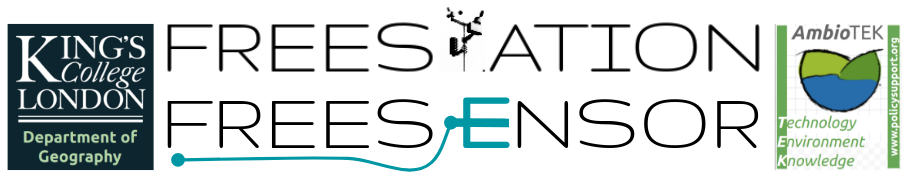 KING'S
College
LONDON
Department of
Geography
FREESTATION
FREESENSOR
AmbioTEK
Technology
Environment
Knowledge
www.policysupport.org